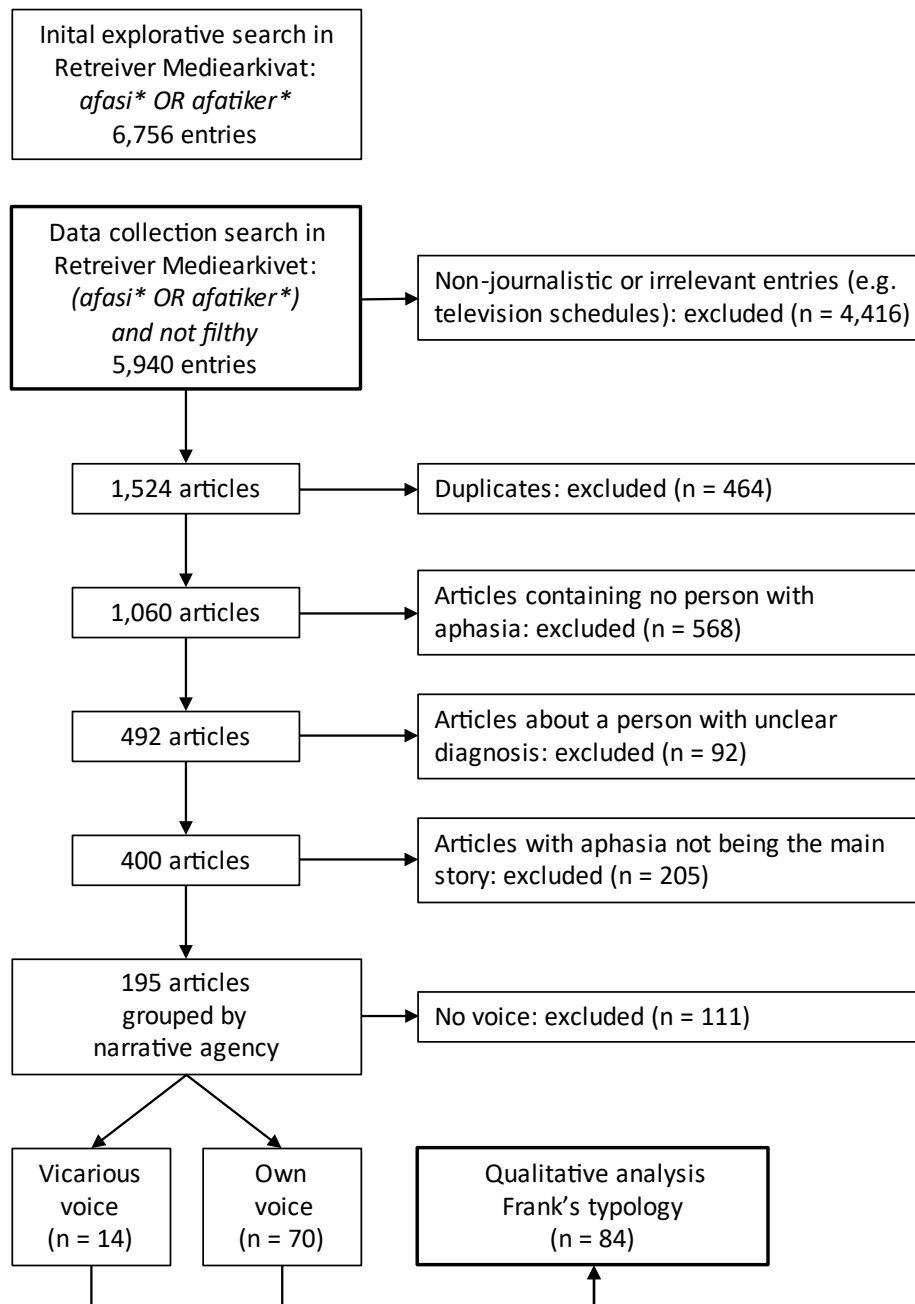 Inital explorative search in
Retreiver Mediearkivat:
afasi* OR afatiker*
6,756 entries
Data collection search in
Retreiver Mediearkivet:
(afasi* OR afatiker*)
and not filthy
5,940 entries
Non-journalistic or irrelevant entries (e.g.
television schedules): excluded (n = 4,416)
1,524 articles
Duplicates: excluded (n = 464)
1,060 articles
Articles containing no person with
aphasia: excluded (n = 568)
492 articles
Articles about a person with unclear
diagnosis: excluded (n = 92)
400 articles
Articles with aphasia not being the main
story: excluded (n = 205)
195 articles
grouped by
narrative agency
No voice: excluded (n = 111)
Vicarious
voice
(n = 14)
Own
voice
(n = 70)
Qualitative analysis
Frank’s typology
(n = 84)